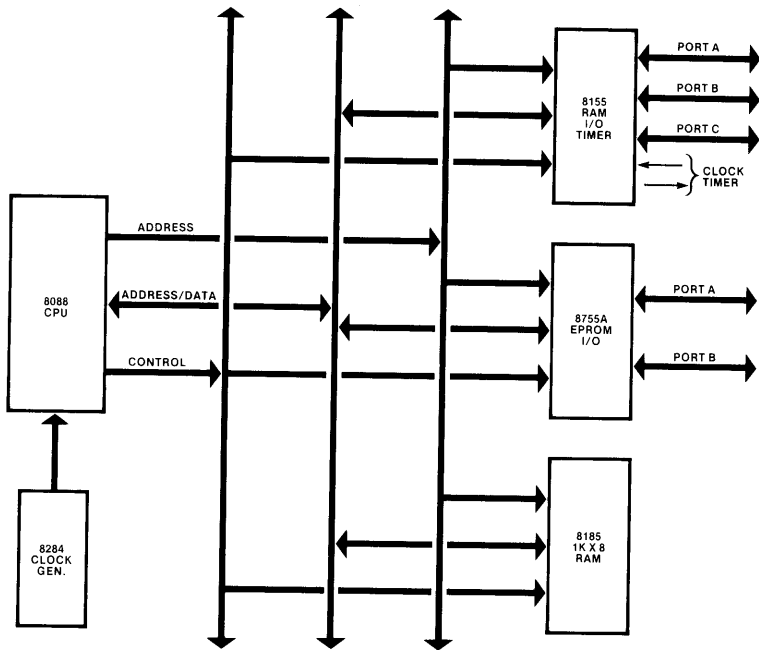 8155
RAM
I/O
TIMER
PORT A
PORT B
PORT C
CLOCK
TIMER
8088
CPU
ADDRESS
ADDRESS/DATA
CONTROL
8755A
EPROM
I/O
PORT A
PORT B
8284
CLOCK
GEN.
8185
1K X 8
RAM